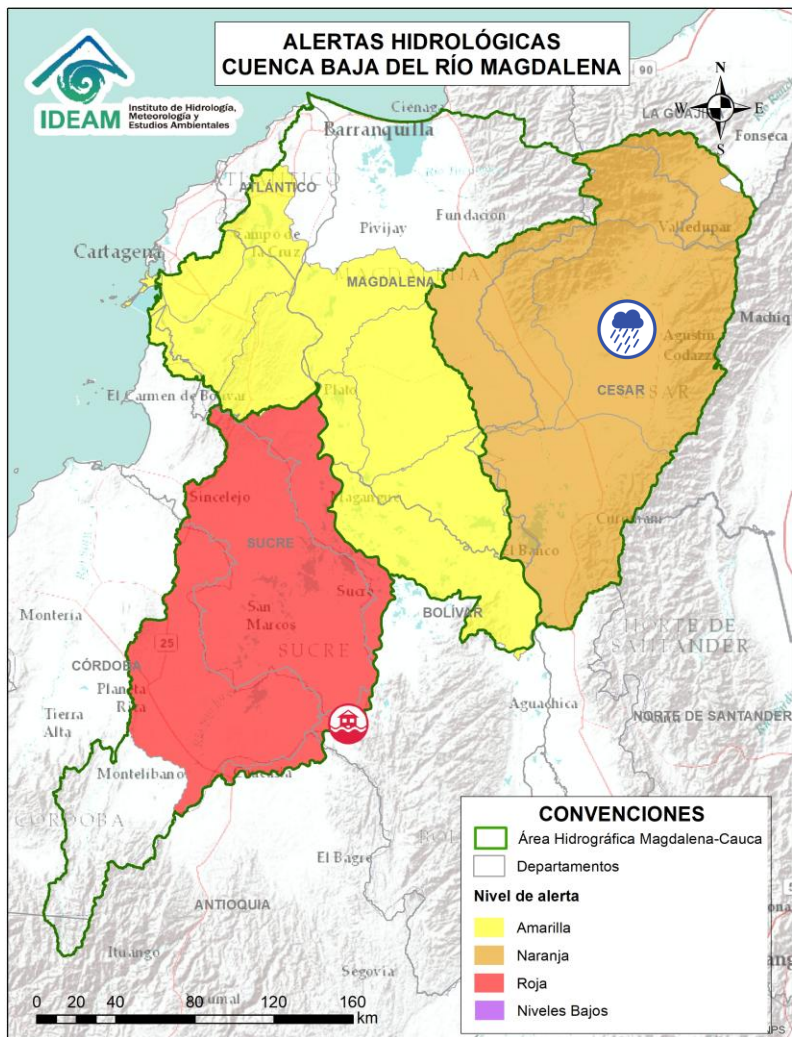 ALERTAS HIDROLÓGICAS
CUENCA BAJA DEL RÍO MAGDALENA
IDEAM
Instituto de Hidrología,
Meteorología y
Estudios Ambientales
N
W
E
S
90
Ciénaga
LA GUAJIRA
Barranquilla
Fonseca
ATLÁNTICO
Pivijay
Fundación
Campo de
la Cruz
Valledupar
Cartagena
MAGDALENA
Machiq
Agustín
Codazzi
CESAR
El Carmen de Bolívar
Plato
Sincelejo
Magangué
Curumaní
SUCRE
El Banco
Sucre
San
Marcos
BOLÍVAR
Montería
NORTE DE
SANTANDER
SUCRE
25
CÓRDOBA
Planeta
Rica
Aguachica
Tierra
Alta
NORTE DE SANTANDER
Montelíbano
Caucasia
CÓRDOBA
El Bagre
ANTIOQUIA
Ituango
Segovia
CONVENCIONES
Área Hidrográfica Magdalena-Cauca
Departamentos
Nivel de alerta
Amarilla
Naranja
Roja
Niveles Bajos
0 20 40 80 120 160
km